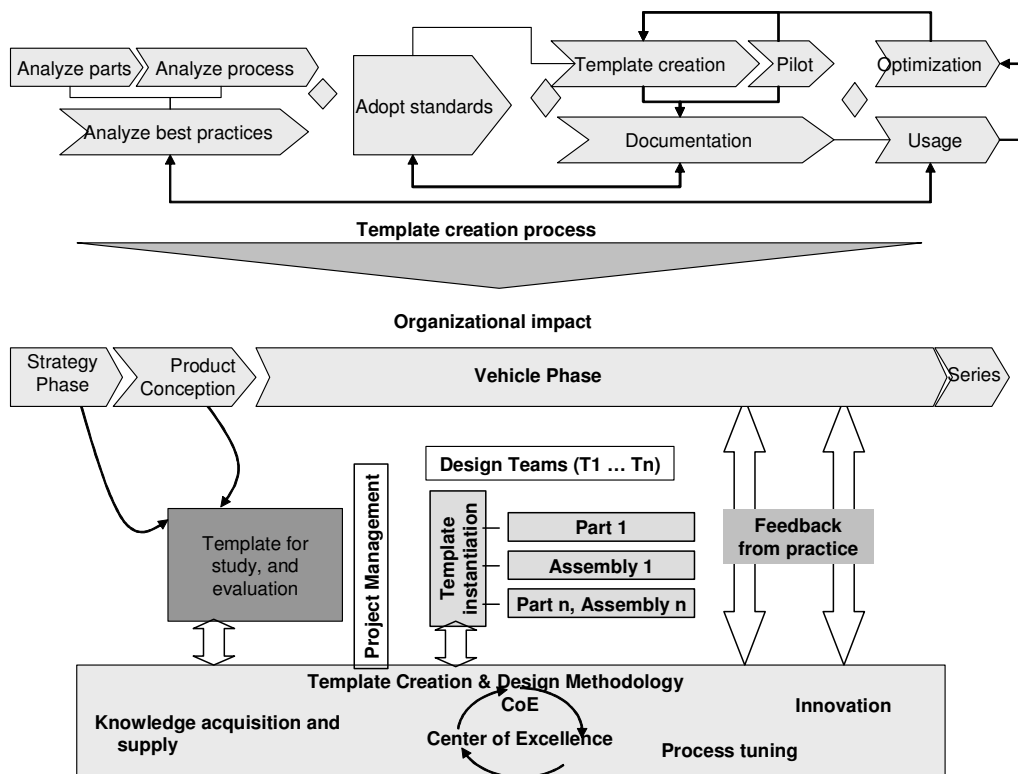 Analyze parts
Analyze process
Analyze best practices
Adopt standards
Template creation
Pilot
Optimization
Documentation
Usage
Template creation process
Organizational impact
Strategy
Phase
Product
Conception
Vehicle Phase
Series
Design Teams (T1 … Tn)
Project Management
Template
instantiation
Part 1
Assembly 1
Part n, Assembly n
Feedback
from practice
Template for
study, and
evaluation
Template Creation & Design Methodology
CoE
Innovation
Knowledge acquisition and
supply
Center of Excellence
Process tuning